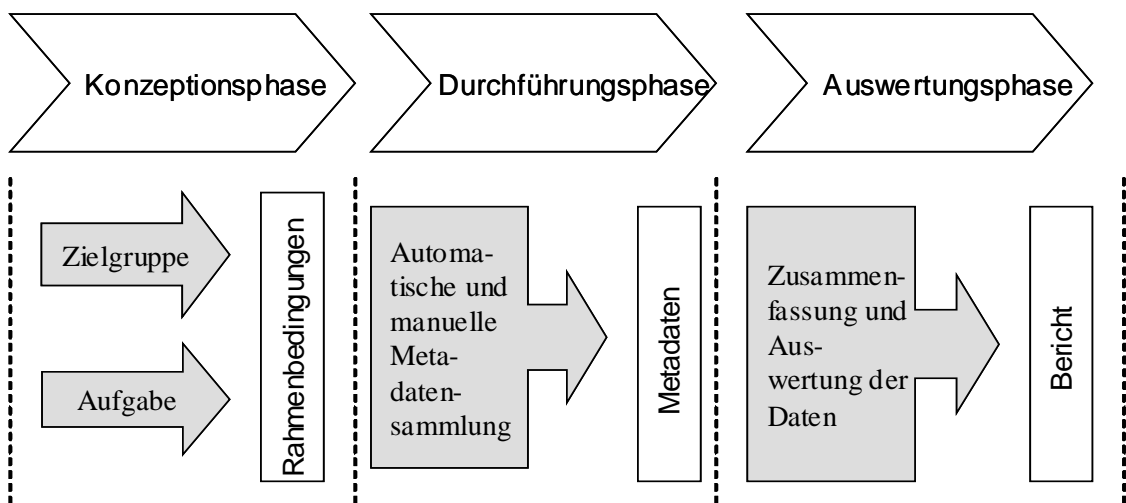 Konzeptionsphase
Durchführungsphase
Auswertungsphase
Zielgruppe
Aufgabe
Rahmenbedingungen
Automa-
tische und
manuelle
Meta-
daten-
sammlung
Metadaten
Zusammen-
fassung und
Aus-
wertung der
Daten
Bericht